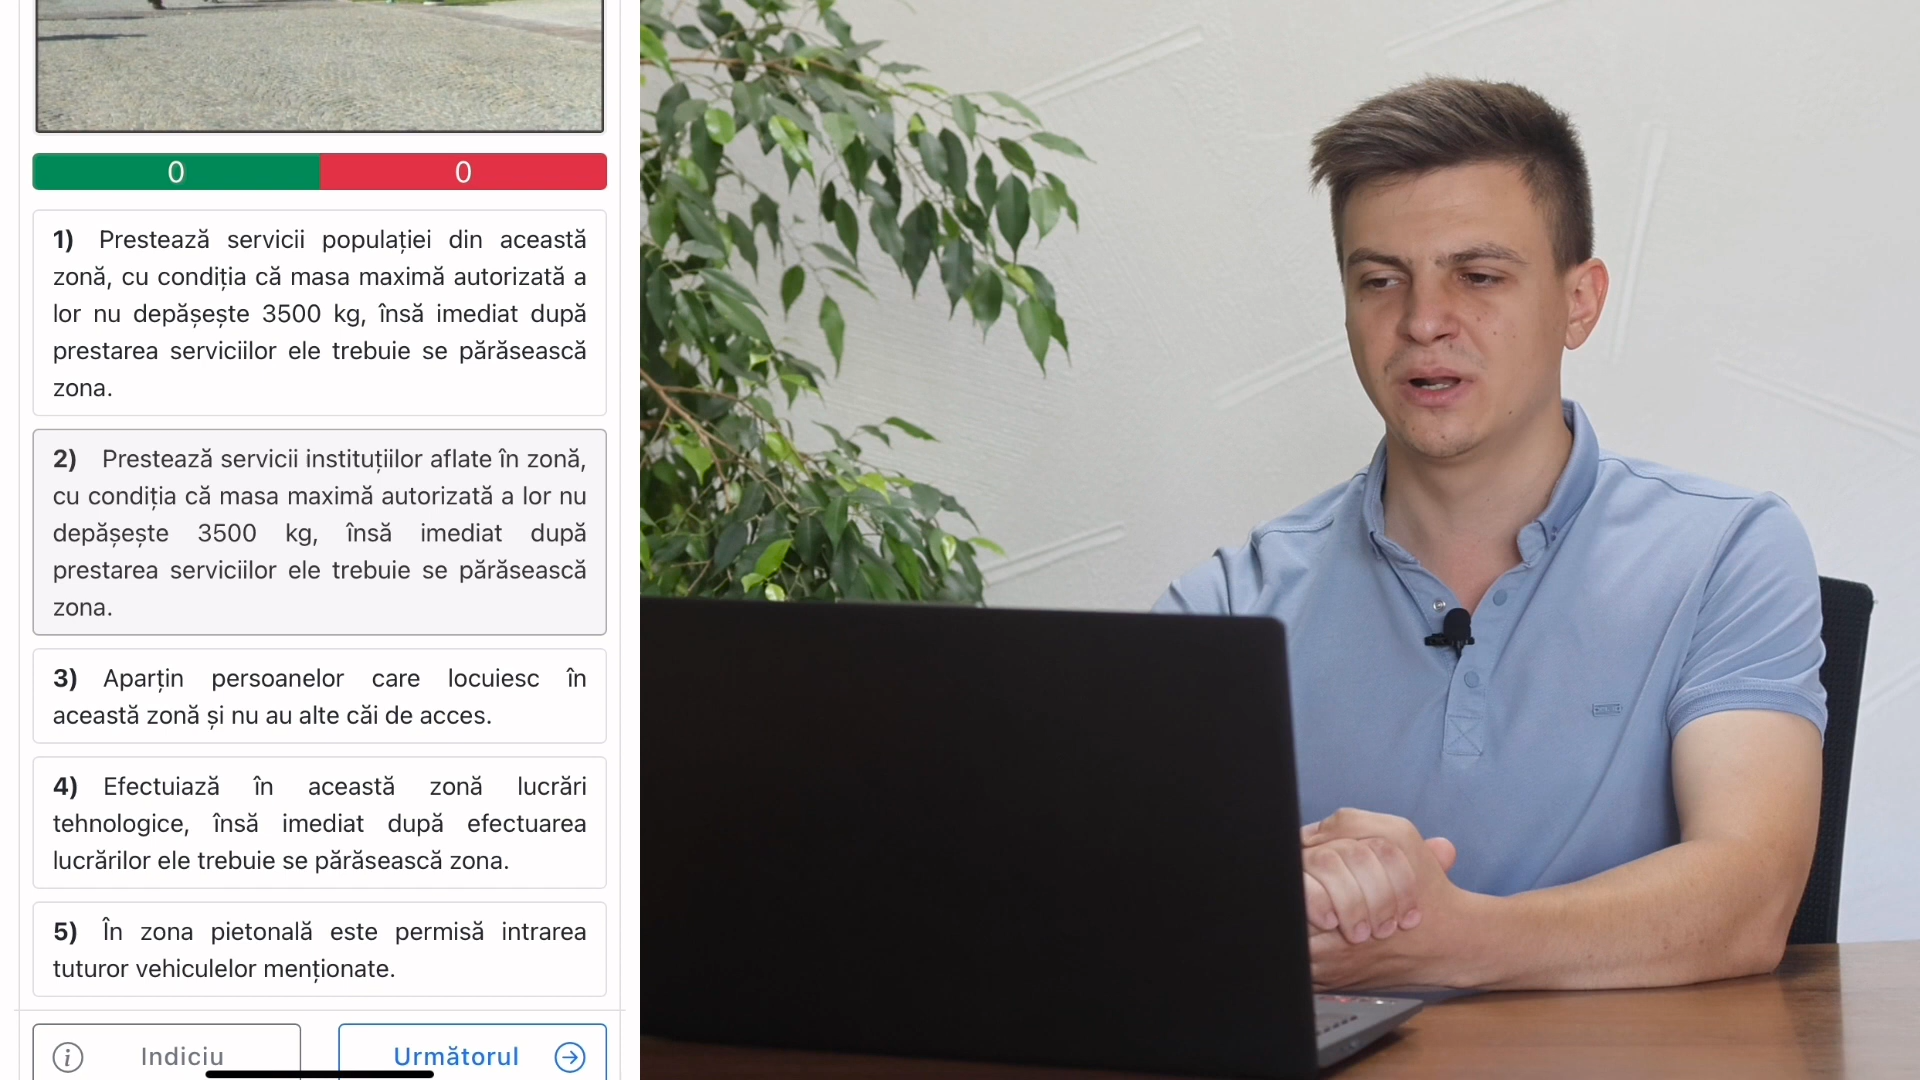 0 0
1) Prestează servicii populației din această
zonă, cu condiția că masa maximă autorizată a
lor nu depășește 3500 kg, însă imediat după
prestarea serviciilor ele trebuie se părăsească
zona.
2) Prestează servicii instituțiilor aflate în zonă,
cu condiția că masa maximă autorizată a lor nu
depășește 3500 kg, însă imediat după
prestarea serviciilor ele trebuie se părăsească
zona.
3) Aparțin persoanelor care locuiesc în
această zonă și nu au alte căi de acces.
4) Efectuiază în această zonă lucrări
tehnologice, însă imediat după efectuarea
lucrărilor ele trebuie se părăsească zona.
5) În zona pietonală este permisă intrarea
tuturor vehiculelor menționate.
Indiciu
Următorul